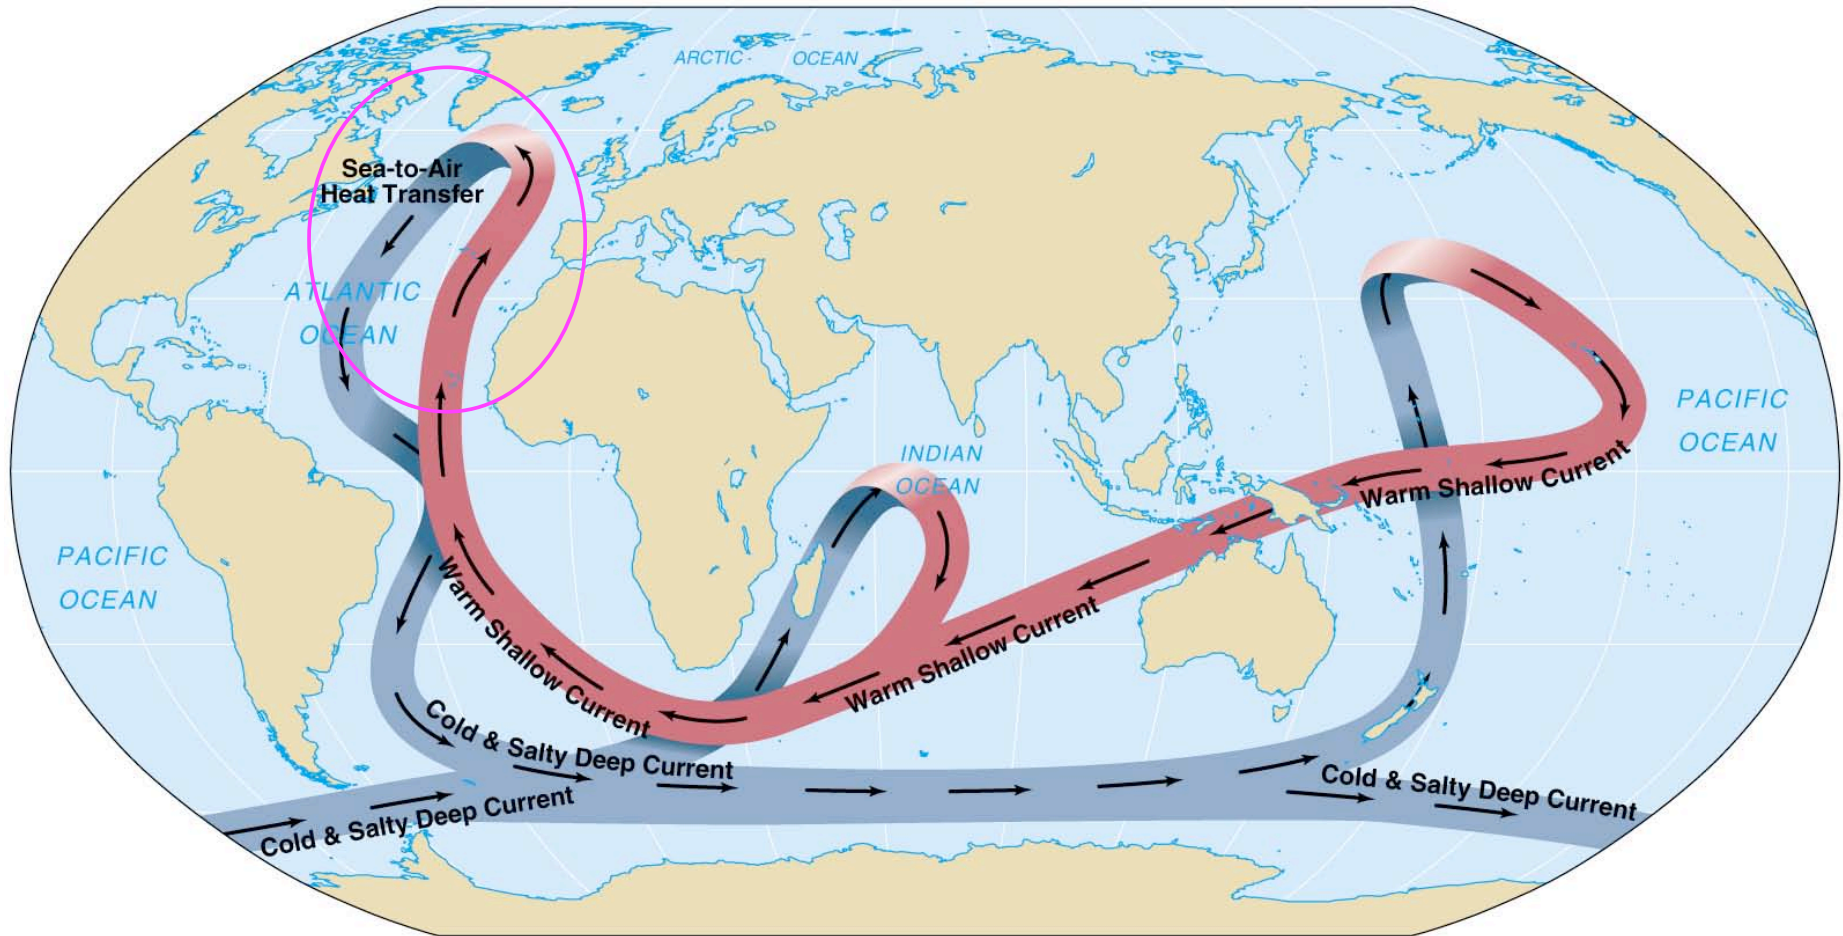 ARCTIC OCEAN
Sea-to-Air
Heat Transfer
ATLANTIC
OCEAN
PACIFIC
OCEAN
INDIAN
OCEAN
Warm Shallow Current
PACIFIC
OCEAN
Warm Shallow Current
Warm Shallow Current
Cold & Salty Deep Current
Cold & Salty Deep Current
Cold & Salty Deep Current